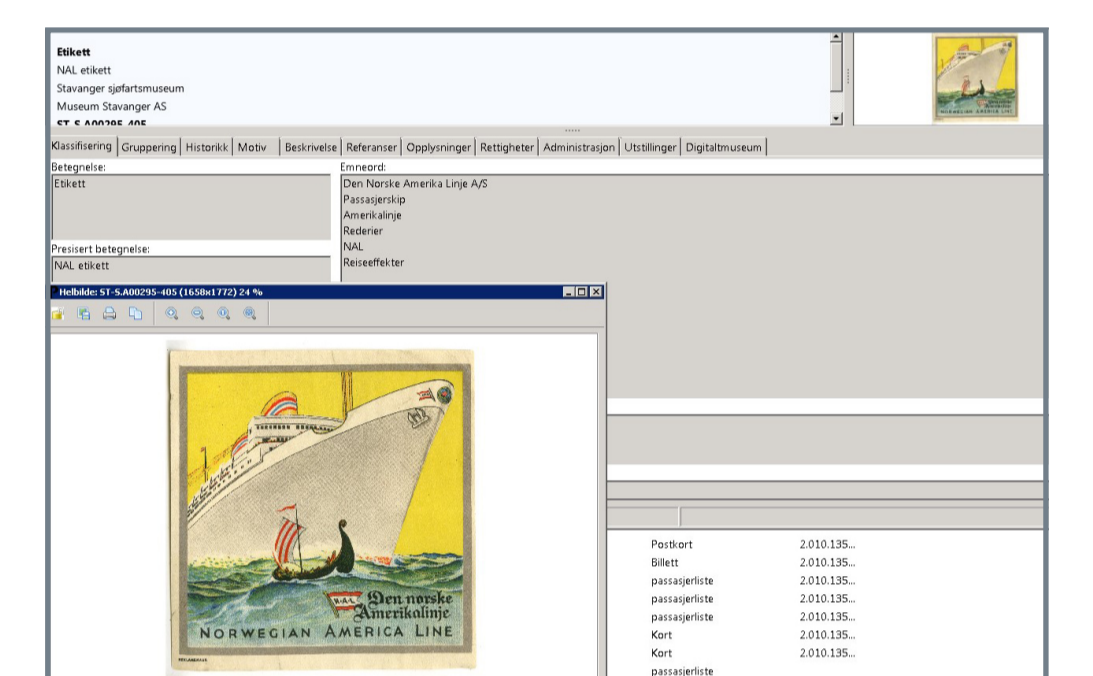 Etikett
NAL etikett
Stavanger sjøfartsmuseum
Museum Stavanger AS
ST-S.A00295-405
Klassifisering Gruppering Historikk Motiv Beskrivelse Referanser Opplysninger Rettigheter Administrasjon Utstillinger Digitaltmuseum
Betegnelse:
Etikett
Presisert betegnelse:
NAL etikett
Emneord:
Den Norske Amerika Linje A/S
Passasjerskip
Amerikalinje
Rederier
NAL
Reiseeffekter
Helbilde: ST-S.A00295-405 (1658x1772) 24 %
N·A·L
Den norske
Amerikalinje
NORWEGIAN AMERICA LINE
Postkort 2.010.135...
Billett 2.010.135...
passasjerliste 2.010.135...
passasjerliste 2.010.135...
passasjerliste 2.010.135...
Kort 2.010.135...
Kort 2.010.135...
passasjerliste